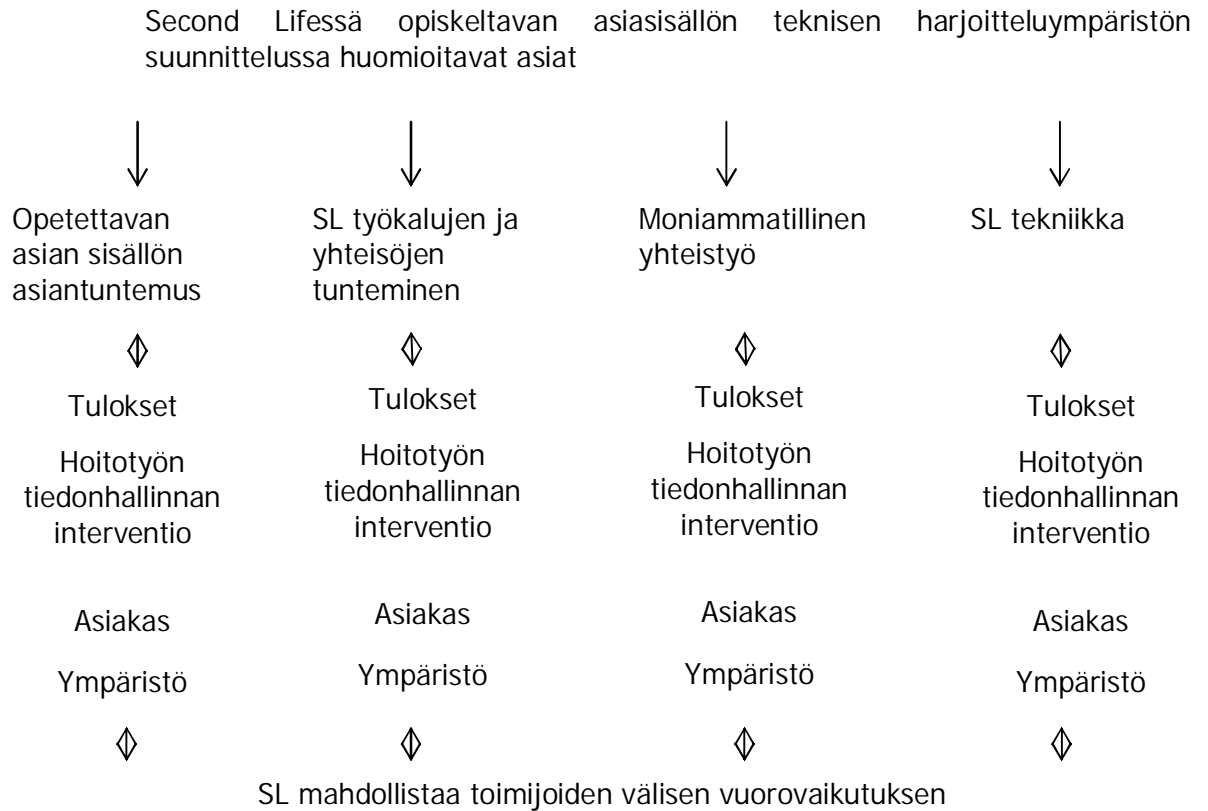 Second Lifessä opiskeltavan asiasisällön teknisen harjoitteluympäristön
suunnittelussa huomioitavat asiat
Opetettavan
asian sisällön
asiantuntemus
SL työkalujen ja
yhteisöjen
tunteminen
Moniammatillinen
yhteistyö
SL tekniikka
Tulokset
Hoitotyön
tiedonhallinnan
interventio
Asiakas
Ympäristö
Tulokset
Hoitotyön
tiedonhallinnan
interventio
Asiakas
Ympäristö
Tulokset
Hoitotyön
tiedonhallinnan
interventio
Asiakas
Ympäristö
Tulokset
Hoitotyön
tiedonhallinnan
interventio
Asiakas
Ympäristö
SL mahdollistaa toimijoiden välisen vuorovaikutuksen